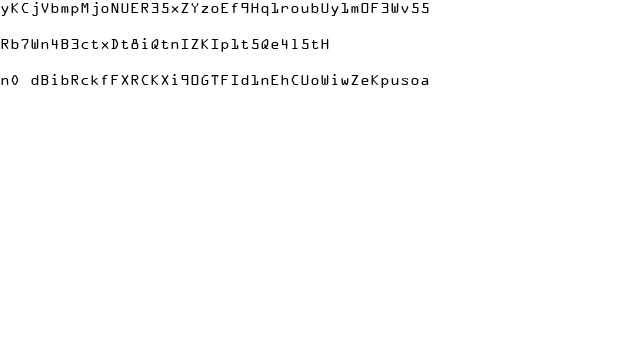 yKCjVbmpMjoNUER35xZYzoEf9Hq1roubUy1mOF3Wv55
Rb7Wn4B3ctxDt8iQtnIZKIp1t5Qe4l5tH
n0 dBibRckfFXRCKXi9OGTFId1nEhCUoWiwZeKpusoa